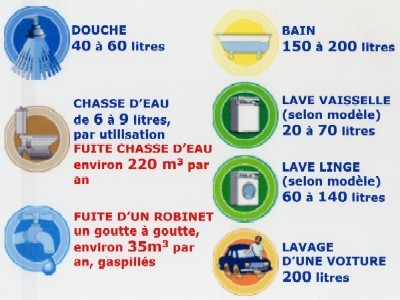 DOUCHE
40 à 60 litres
CHASSE D'EAU
de 6 à 9 litres,
par utilisation
FUITE CHASSE D'EAU
environ 220 m³ par
an
FUITE D'UN ROBINET
un goutte à goutte,
environ 35m³ par
an, gaspillés
BAIN
150 à 200 litres
LAVE VAISSELLE
(selon modèle)
20 à 70 litres
LAVE LINGE
(selon modèle)
60 à 140 litres
LAVAGE
D'UNE VOITURE
200 litres